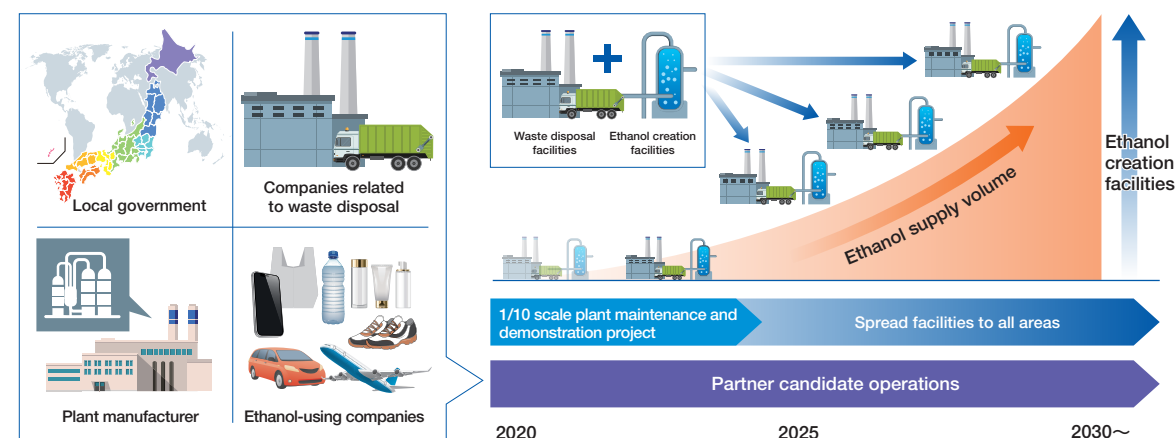 Local government
Companies related
to waste disposal
Plant manufacturer
Ethanol-using companies
Waste disposal
facilities
Ethanol creation
facilities
Ethanol supply volume
Ethanol
creation
facilities
1/10 scale plant maintenance and
demonstration project
Spread facilities to all areas
Partner candidate operations
2020
2025
2030～